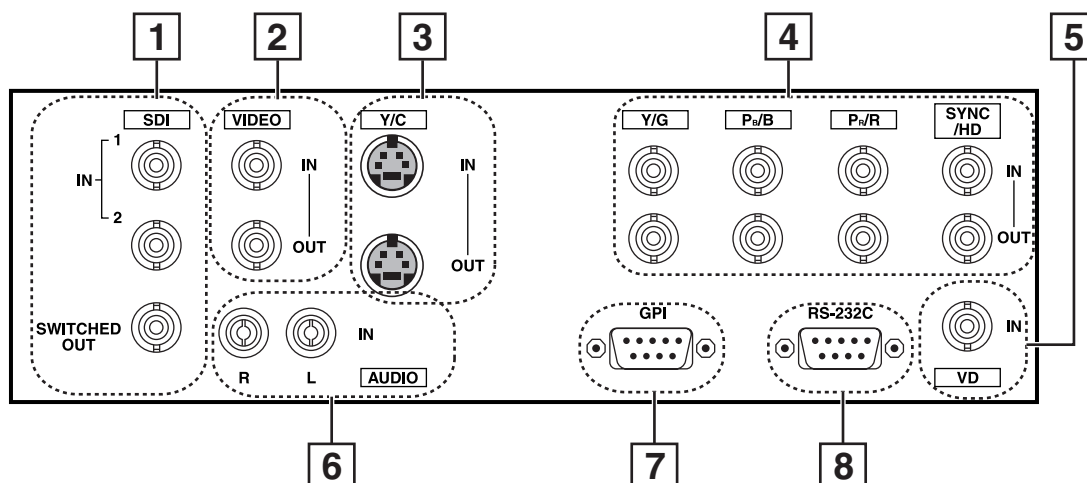 1 2 3 4 5
SDI VIDEO Y/C Y/G PB/B PR/R SYNC
/HD
1
IN
2
IN
OUT
IN
OUT
IN
OUT
SWITCHED
OUT
R L
IN
AUDIO
GPI RS-232C
IN
VD
6 7 8